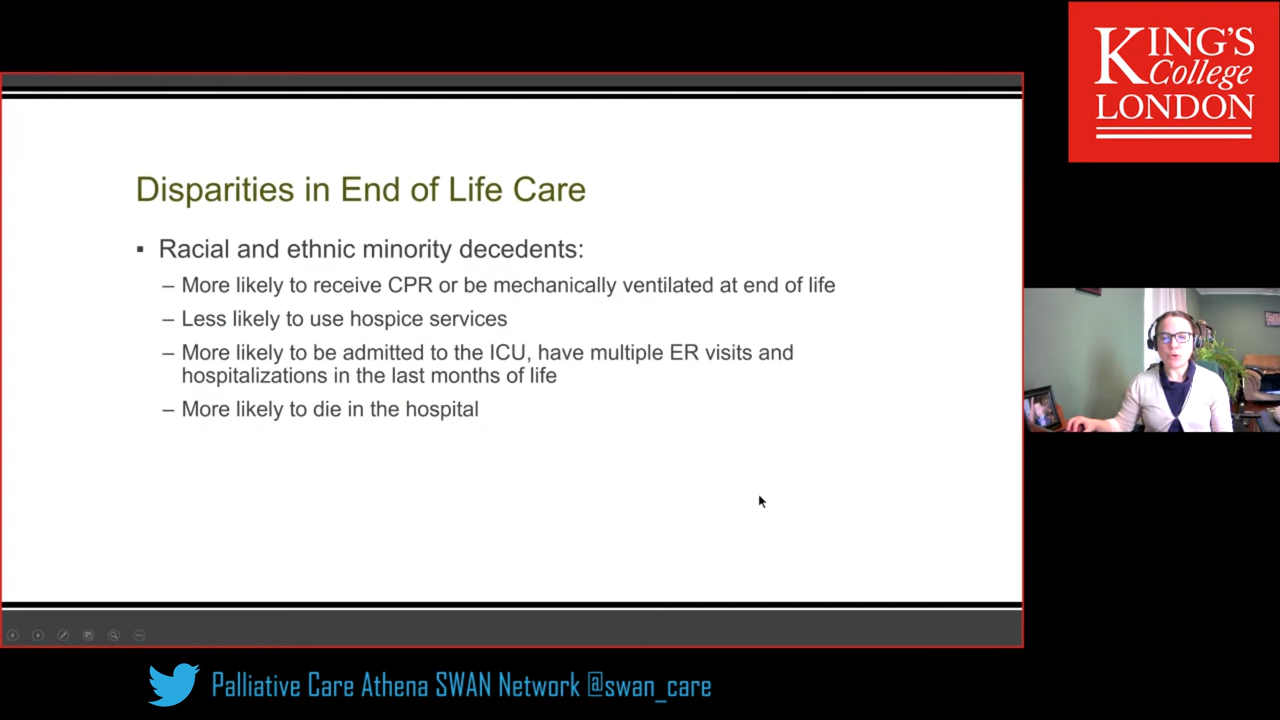 KING'S
College
LONDON
Disparities in End of Life Care
▪ Racial and ethnic minority decedents:
– More likely to receive CPR or be mechanically ventilated at end of life
– Less likely to use hospice services
– More likely to be admitted to the ICU, have multiple ER visits and
hospitalizations in the last months of life
– More likely to die in the hospital
Palliative Care Athena SWAN Network @swan_care